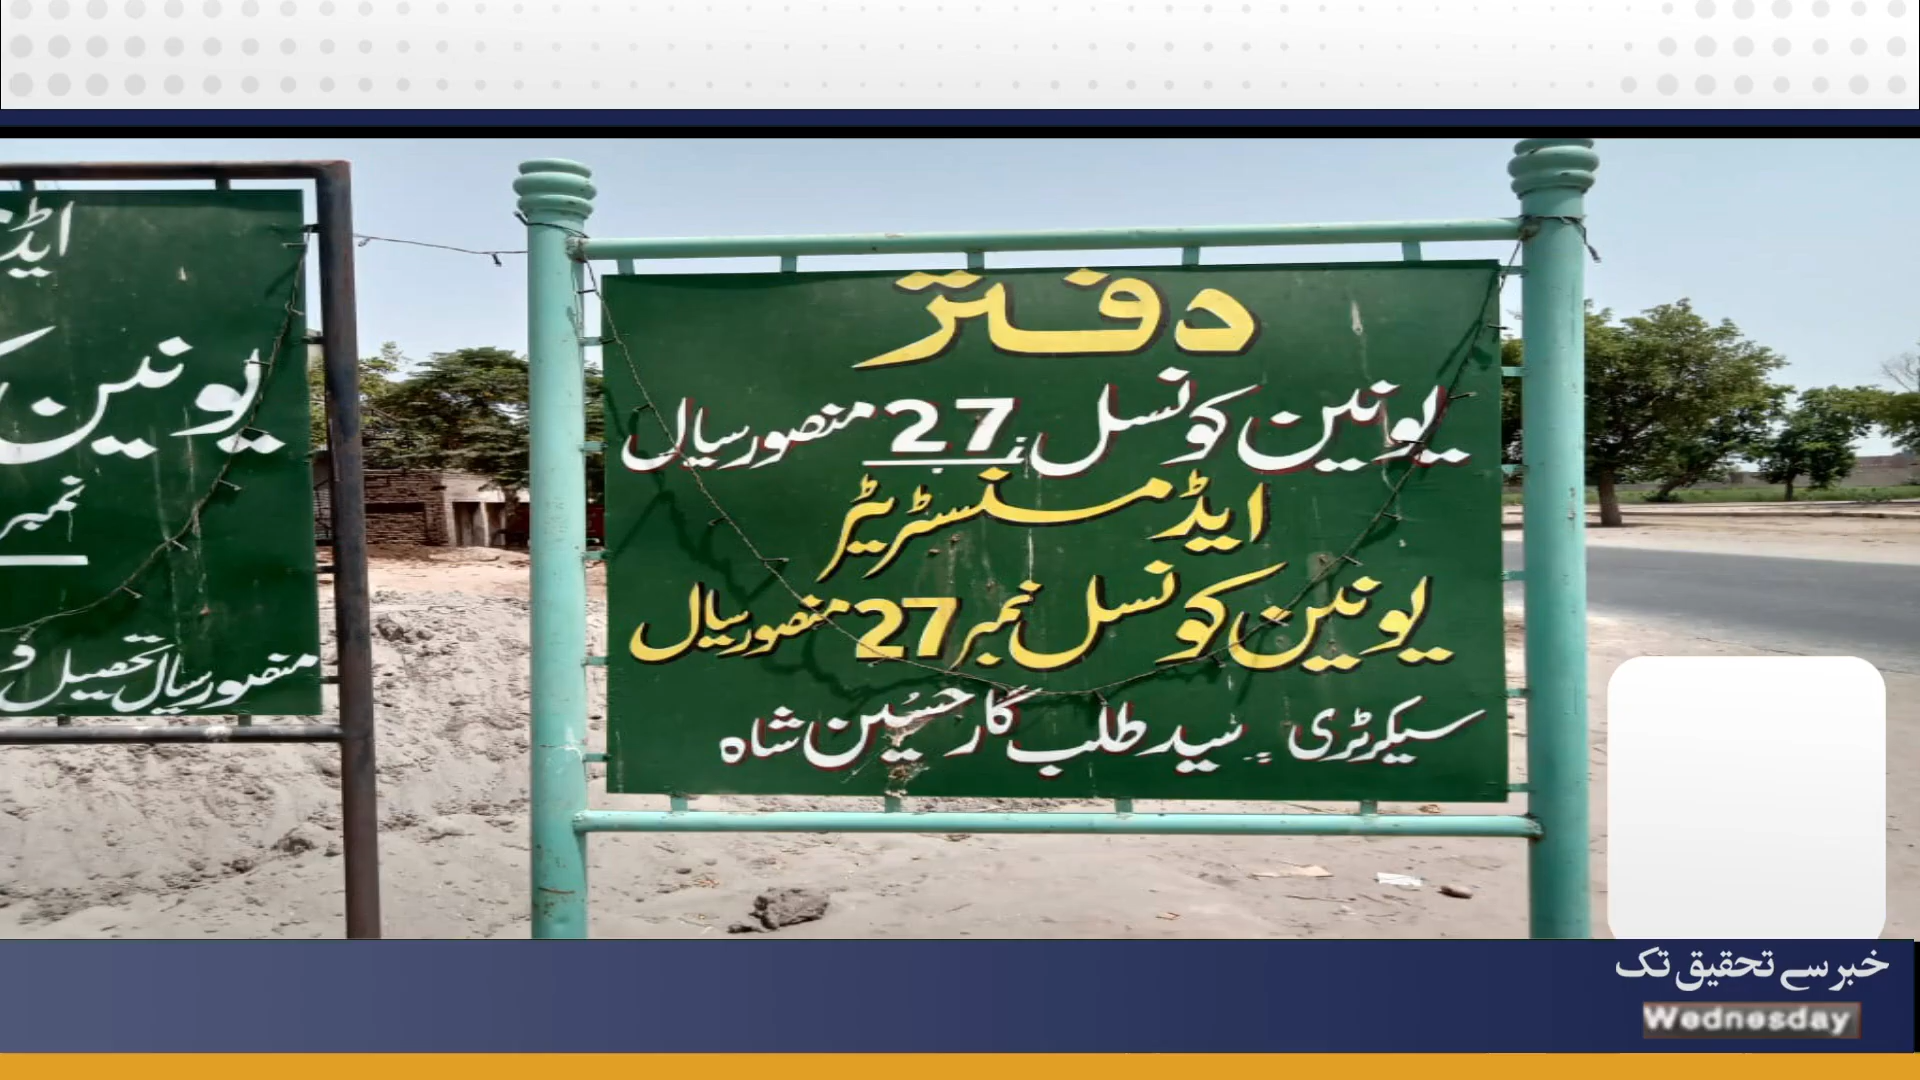 دفتر
یونین کونسل نمبر 27 منصور سیال
ایڈمنسٹریٹر
یونین کونسل نمبر 27 منصور سیال
سیکرٹری سید طلب گار حسین شاہ
یونین
نمبر
منصور سیال تحصیل و
خبر سے تحقیق تک
Wednesday